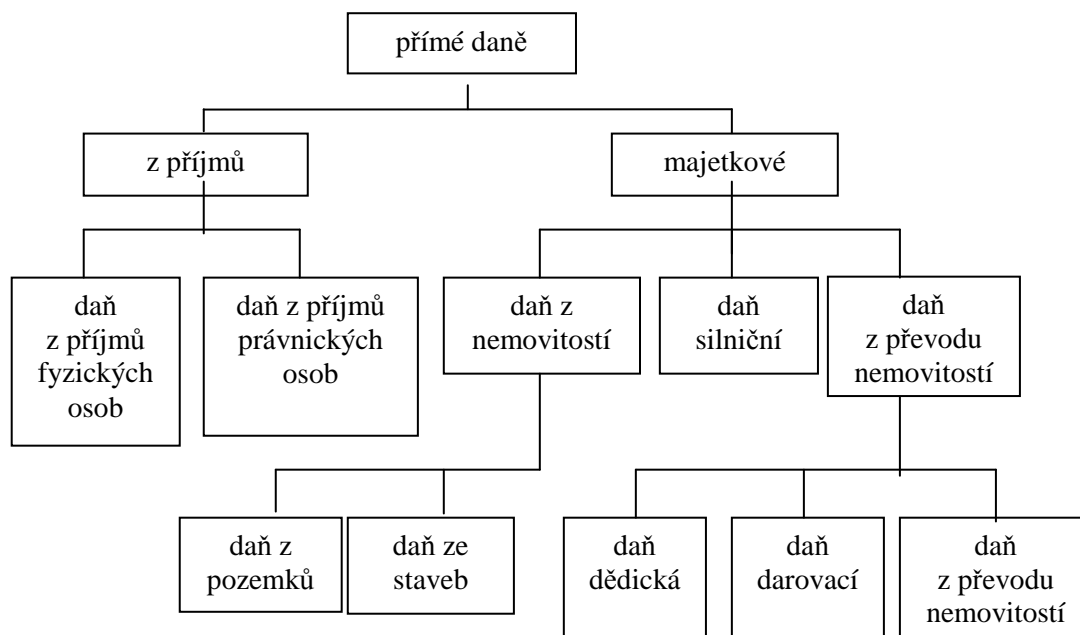 přímé daně
z příjmů
majetkové
daň
z příjmů
fyzických
osob
daň z příjmů
právnických
osob
daň z
nemovitostí
daň
silniční
daň
z převodu
nemovitostí
daň z
pozemků
daň ze
staveb
daň
dědická
daň
darovací
daň
z převodu
nemovitostí